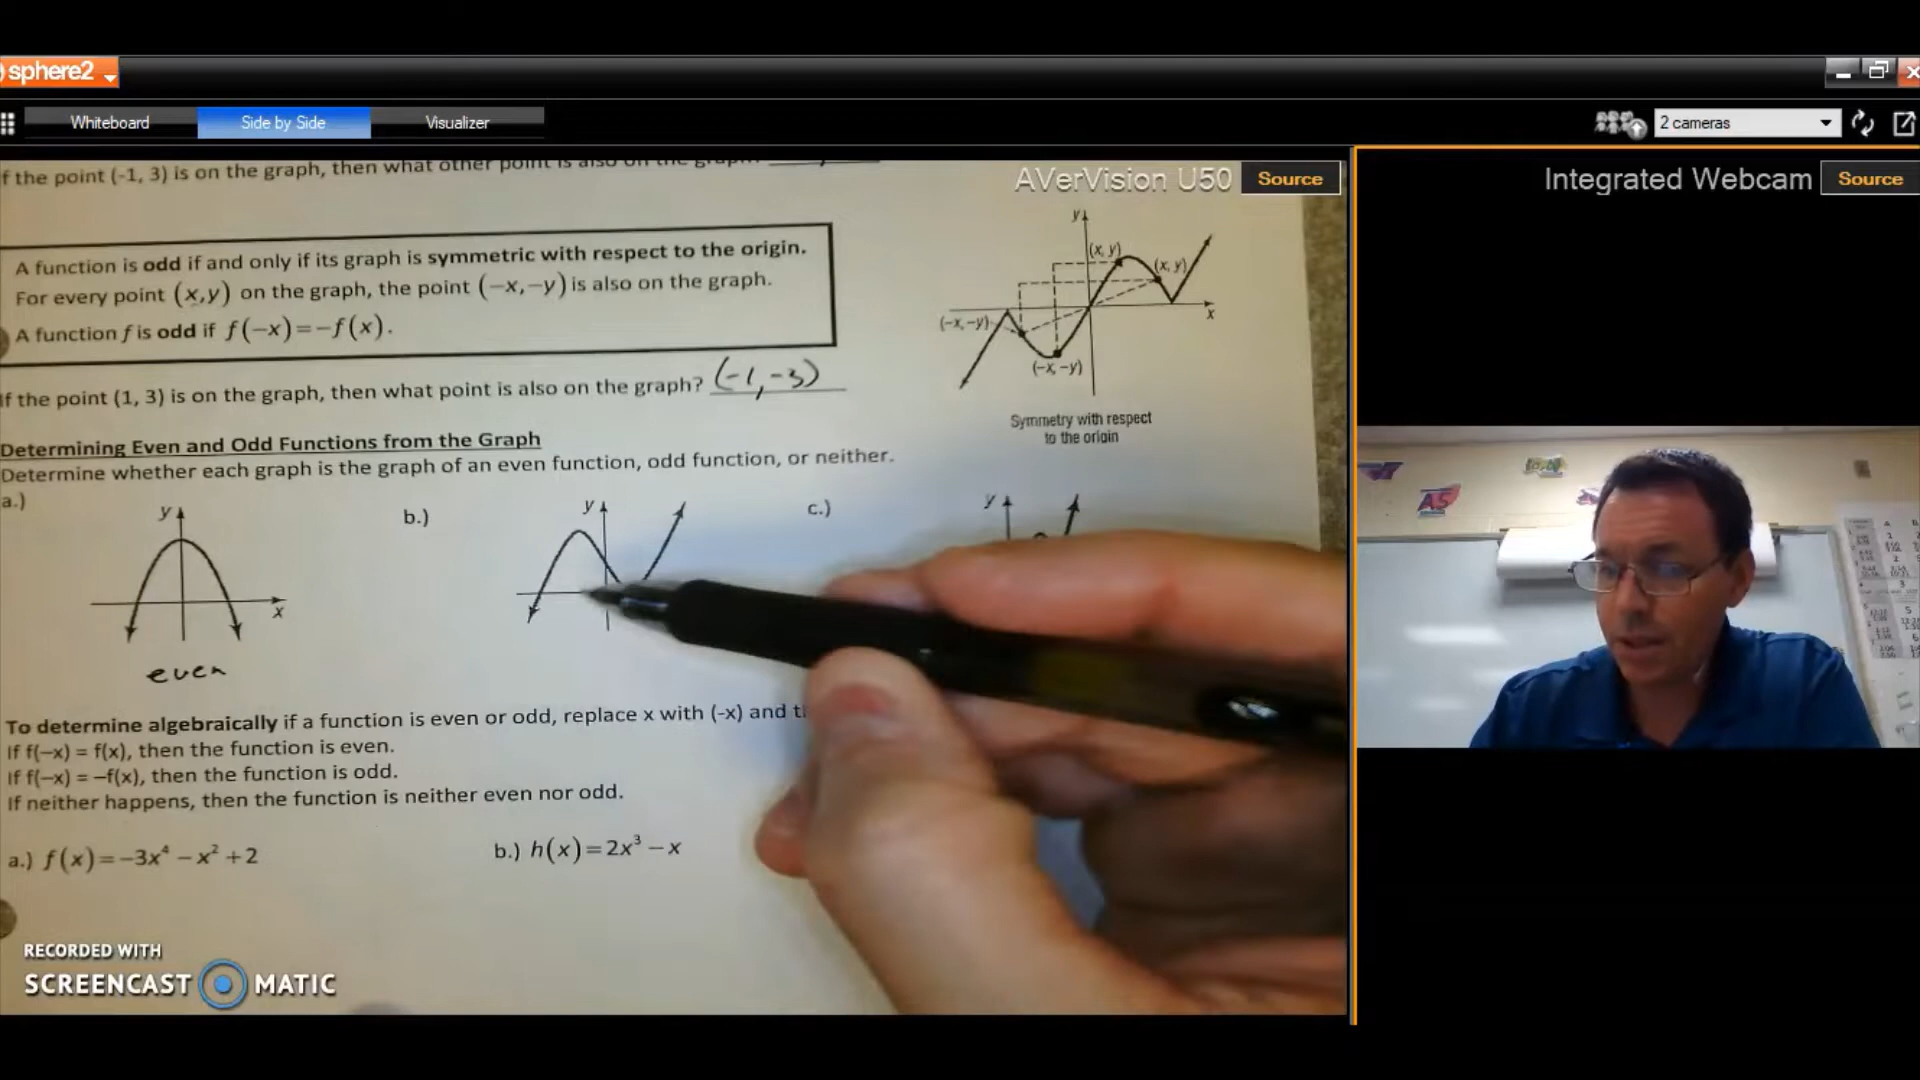 sphere2
Whiteboard
Side by Side
Visualizer
2 cameras
AVerVision U50
Source
Integrated Webcam
Source
f the point (-1, 3) is on the graph, then what other point is also on the graph?
A function is odd if and only if its graph is symmetric with respect to the origin.
For every point (x,y) on the graph, the point (−x,−y) is also on the graph.
A function f is odd if f(−x)=−f(x).
If the point (1, 3) is on the graph, then what point is also on the graph? (-1,-3)
y
(x, y)
(x, y)
(-x, -y)
x
(-x, -y)
Symmetry with respect
to the origin
Determining Even and Odd Functions from the Graph
Determine whether each graph is the graph of an even function, odd function, or neither.
a.)
y
x
even
b.)
y
c.)
y
To determine algebraically if a function is even or odd, replace x with (-x) and
If f(−x) = f(x), then the function is even.
If f(−x) = −f(x), then the function is odd.
If neither happens, then the function is neither even nor odd.
a.) f(x)=−3x⁴−x²+2
b.) h(x)=2x³−x
RECORDED WITH
SCREENCAST MATIC
A5